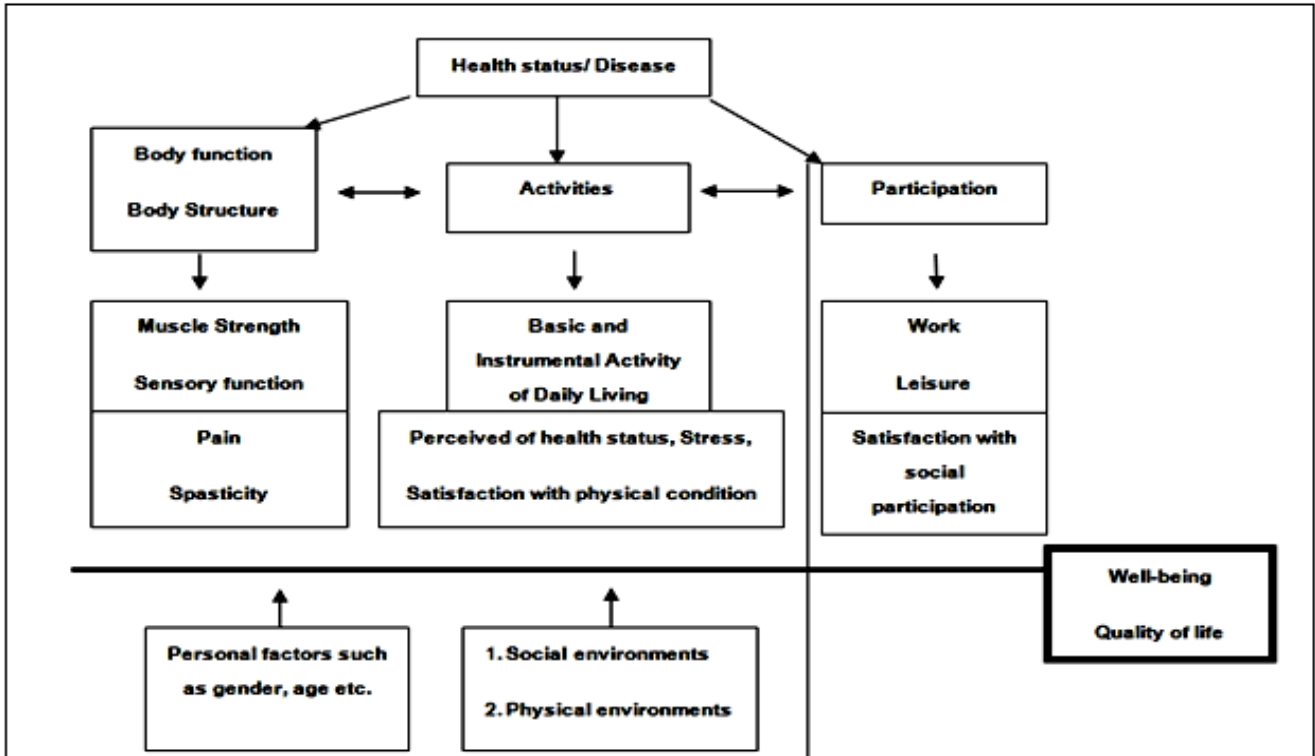 Health status/ Disease
Body function
Body Structure
Activities
Participation
Muscle Strength
Sensory function
Pain
Spasticity
Basic and
Instrumental Activity
of Daily Living
Perceived of health status, Stress,
Satisfaction with physical condition
Work
Leisure
Satisfaction with
social
participation
Well-being
Quality of life
Personal factors such
as gender, age etc.
1. Social environments
2. Physical environments